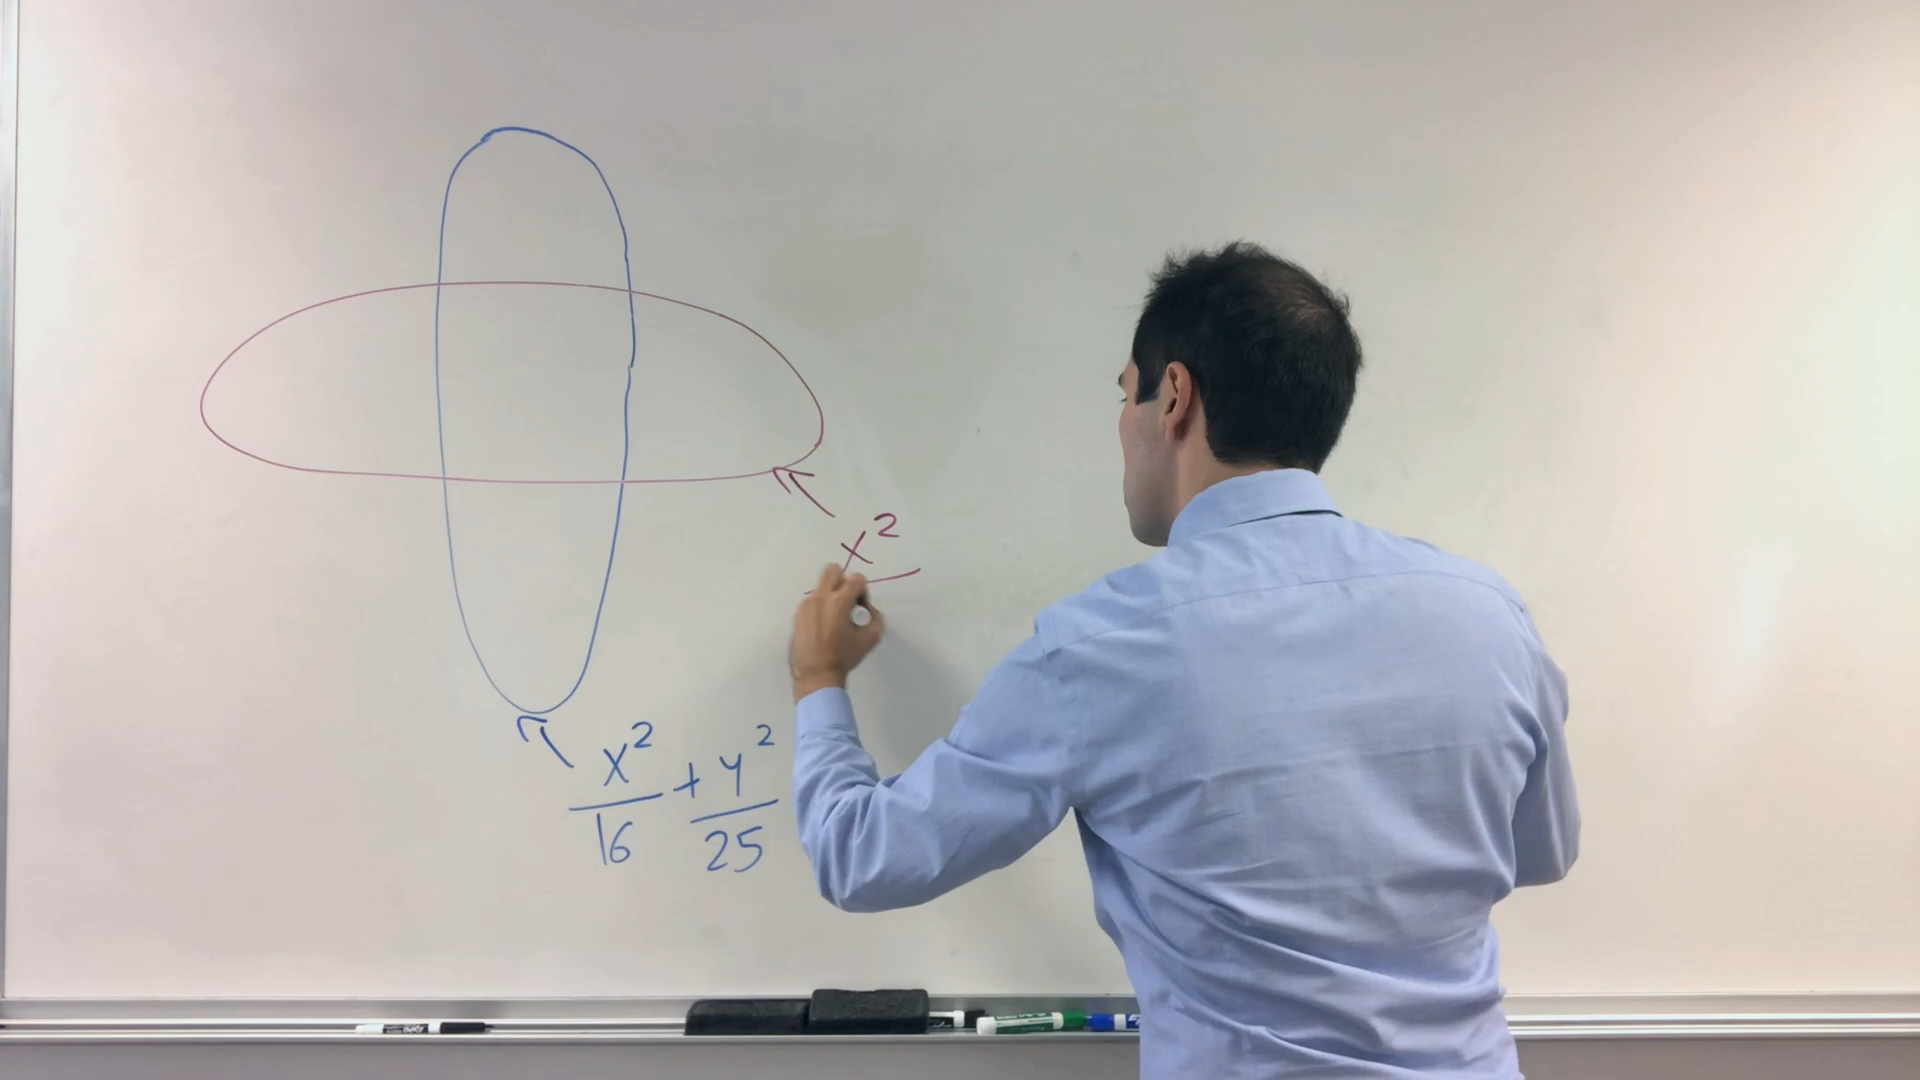 x²
x² + y²
16 25